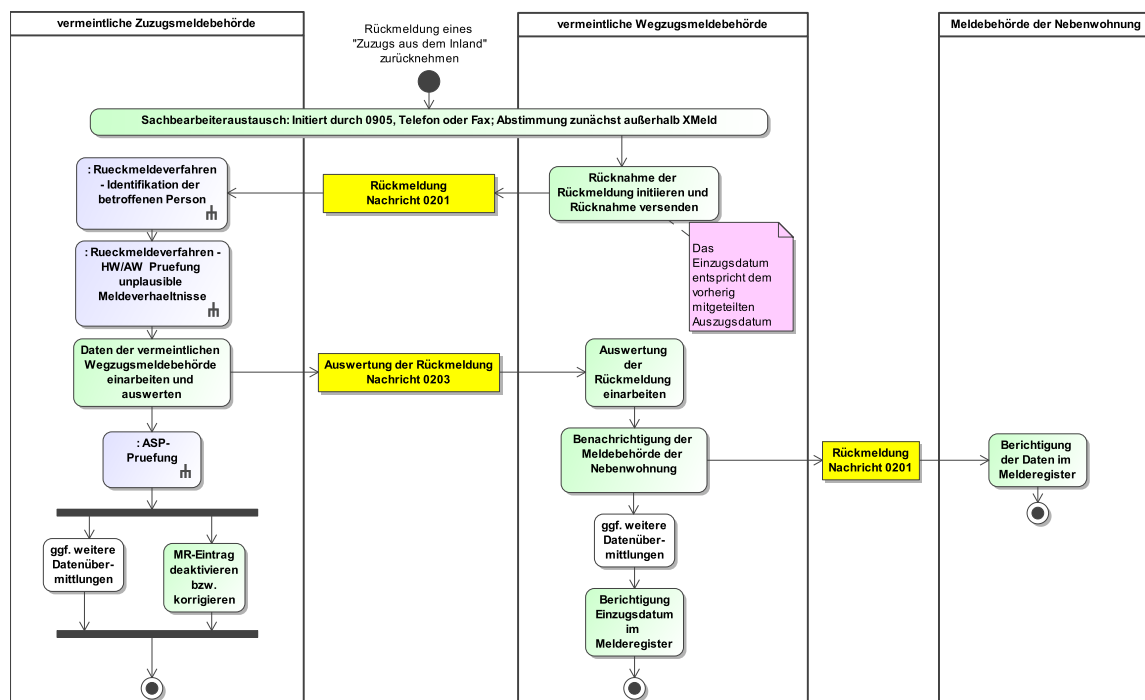 vermeintliche Zuzugsmeldebehörde
vermeintliche Wegzugsmeldebehörde
Meldebehörde der Nebenwohnung
Rückmeldung eines
"Zuzugs aus dem Inland"
zurücknehmen
Sachbearbeiteraustausch: Initiert durch 0905, Telefon oder Fax; Abstimmung zunächst außerhalb XMeld
: Rueckmeldeverfahren
- Identifikation der
betroffenen Person
Rückmeldung
Nachricht 0201
Rücknahme der
Rückmeldung initiieren und
Rücknahme versenden
: Rueckmeldeverfahren -
HW/AW Pruefung
unplausible
Meldeverhaeltnisse
Das
Einzugsdatum
entspricht dem
vorherig
mitgeteilten
Auszugsdatum
Daten der vermeintlichen
Wegzugsmeldebehörde
einarbeiten und
auswerten
Auswertung der Rückmeldung
Nachricht 0203
Auswertung
der
Rückmeldung
einarbeiten
: ASP-
Pruefung
Benachrichtigung der
Meldebehörde der
Nebenwohnung
Rückmeldung
Nachricht 0201
Berichtigung
der Daten im
Melderegister
ggf. weitere
Datenüber-
mittlungen
MR-Eintrag
deaktivieren
bzw.
korrigieren
ggf. weitere
Datenüber-
mittlungen
Berichtigung
Einzugsdatum
im
Melderegister